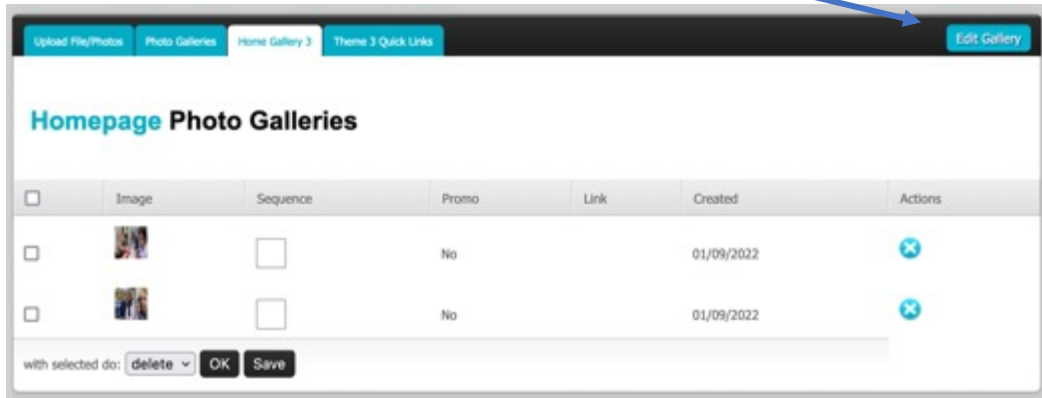 Upload File/Photos Photo Galleries Home Gallery 3 Theme 3 Quick Links Edit Gallery
Homepage Photo Galleries
Image Sequence Promo Link Created Actions
No 01/09/2022
No 01/09/2022
with selected do: delete OK Save